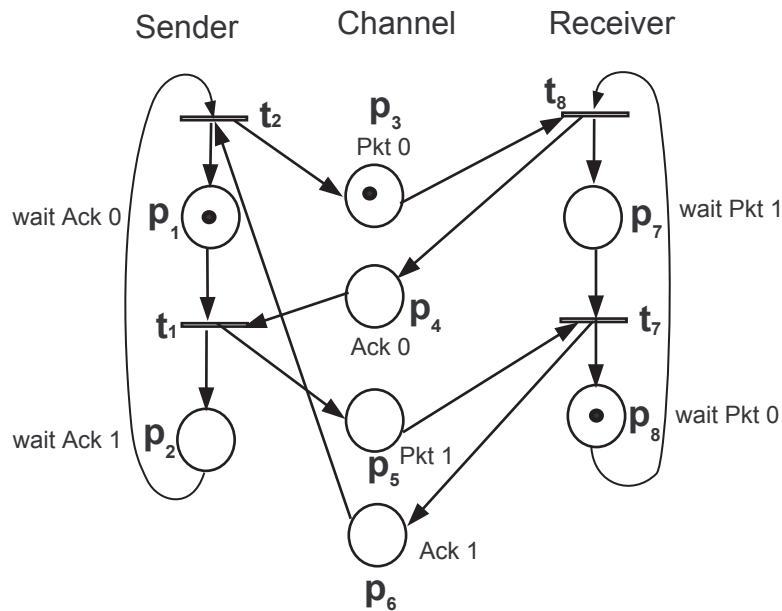 Sender Channel Receiver
t2
p3
t8
Pkt 0
wait Ack 0
p1
p7
wait Pkt 1
t1
p4
t7
Ack 0
wait Ack 1
p2
p5
Pkt 1
p8
wait Pkt 0
Ack 1
p6